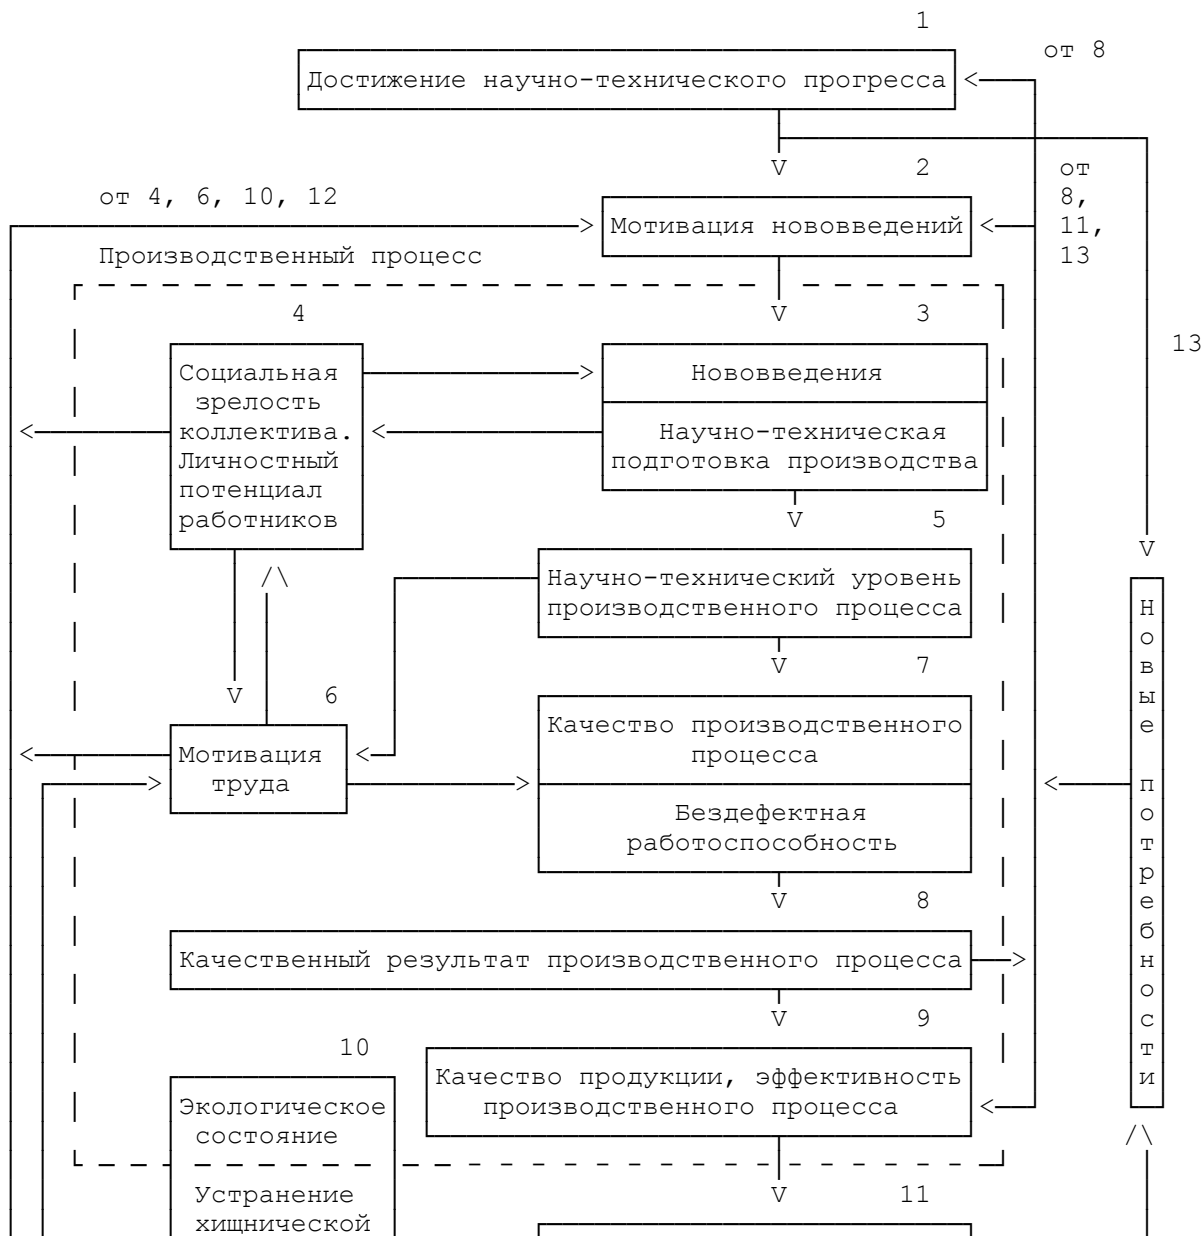 1
от 8
Достижение научно-технического прогресса
2
от
8,
11,
13
от 4, 6, 10, 12
Мотивация нововведений
Производственный процесс
4
3
13
Социальная
зрелость
коллектива.
Личностный
потенциал
работников
Нововведения
Научно-техническая
подготовка производства
5
Научно-технический уровень
производственного процесса
Новые потребности
6
7
Мотивация
труда
Качество производственного
процесса
Бездефектная
работоспособность
8
Качественный результат производственного процесса
9
10
Качество продукции, эффективность
производственного процесса
Экологическое
состояние
Устранение
хищнической
11